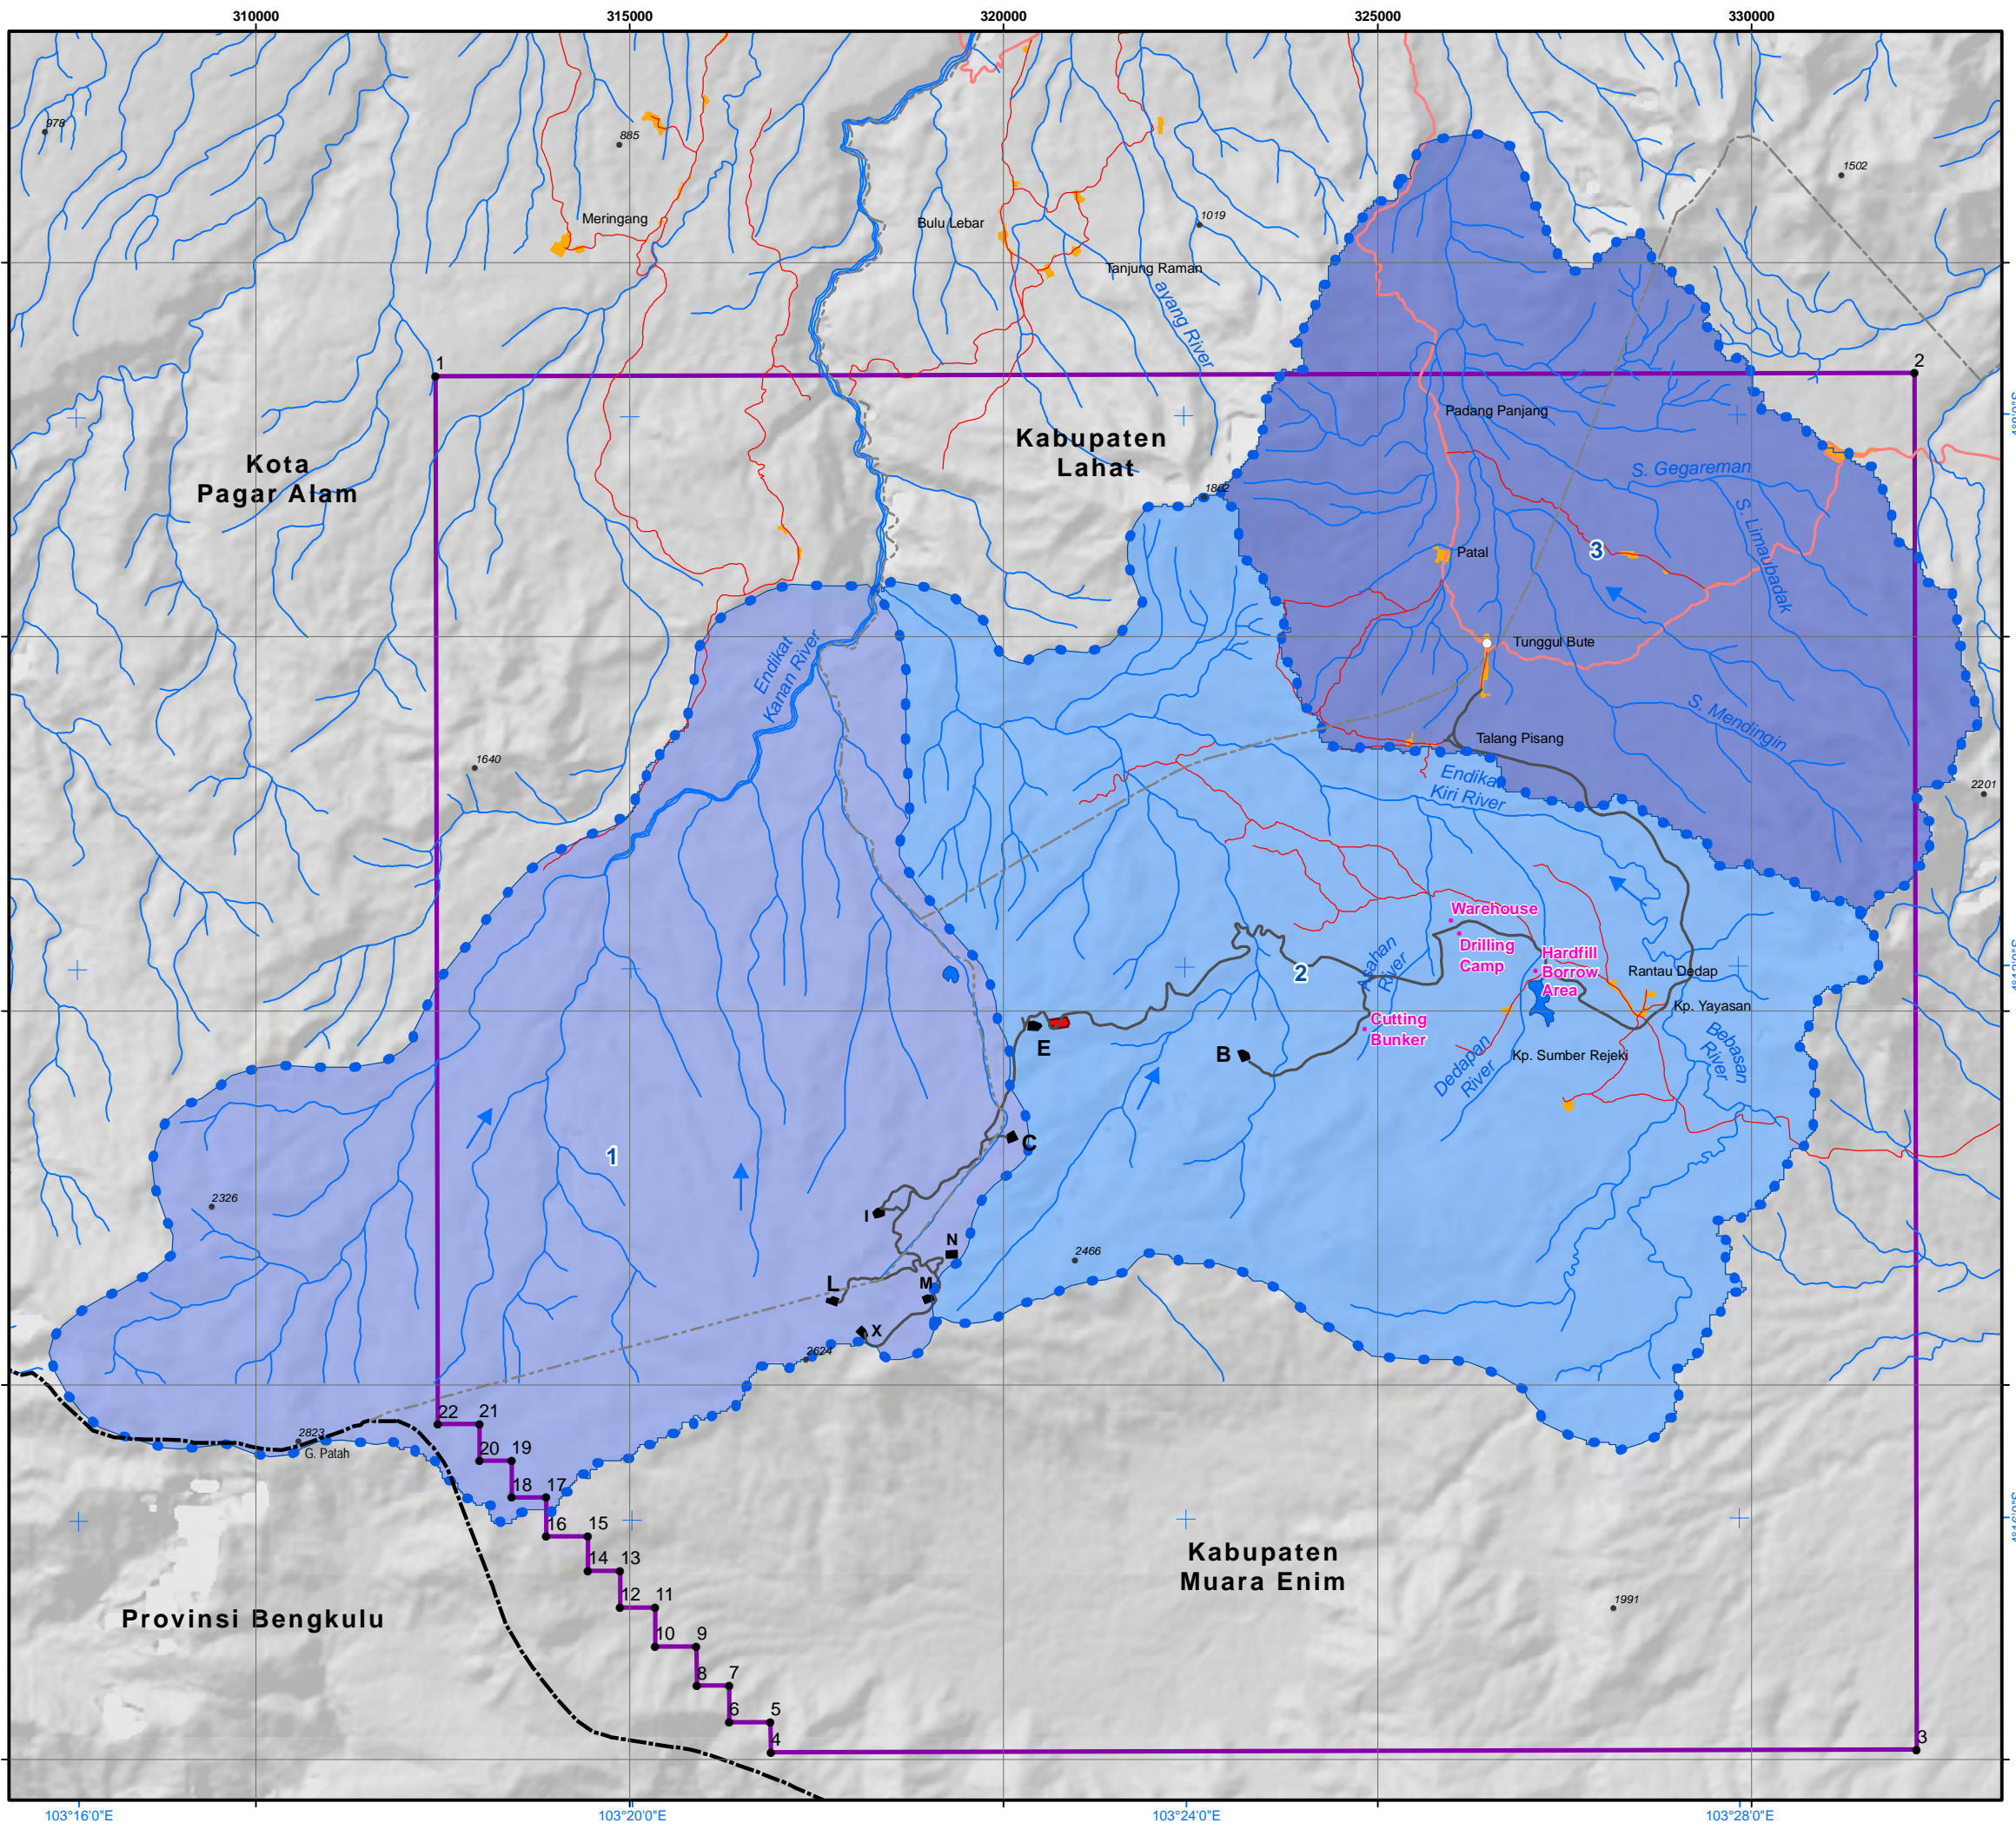 310000
315000
320000
325000
330000
978
885
1502
Meringang
Bulu Lebar
1019
Tanjung Raman
ayang River
1
2
Padang Panjang
Kabupaten
Lahat
Kota
Pagar Alam
S. Gegareman
1802
S. Limaubadak
Patal
3
Endikat
Kanan River
Tunggul Bute
S. Mendingin
Talang Pisang
1640
Endika
Kiri River
2201
Warehouse
Drilling
Camp
Asahan
River
Hardfill
Borrow
Area
2
Rantau Dedap
Kp. Yayasan
Cutting
Bunker
E
B
Kp. Sumber Rejeki
Dedapan
River
Bebasan
River
C
1
2326
I
N
2466
L
M
X
2624
22
21
2823
G. Patah
20
19
18
17
16
15
14
13
12
11
10
9
8
7
6
5
4
3
Kabupaten
Muara Enim
1991
Provinsi Bengkulu
103°16'0"E
103°20'0"E
103°24'0"E
103°28'0"E